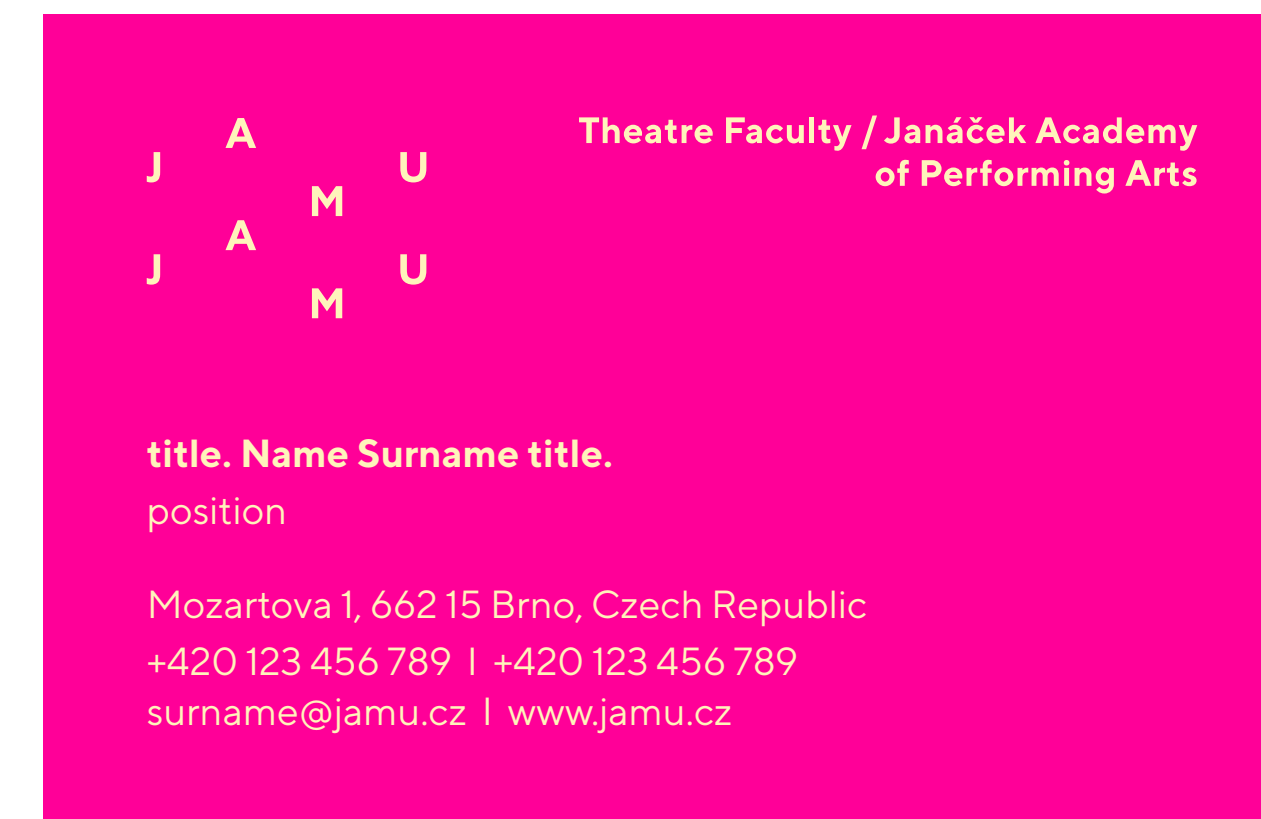 J A M U
J A M U
Theatre Faculty / Janáček Academy
of Performing Arts
title. Name Surname title.
position
Mozartova 1, 662 15 Brno, Czech Republic
+420 123 456 789 | +420 123 456 789
surname@jamu.cz | www.jamu.cz